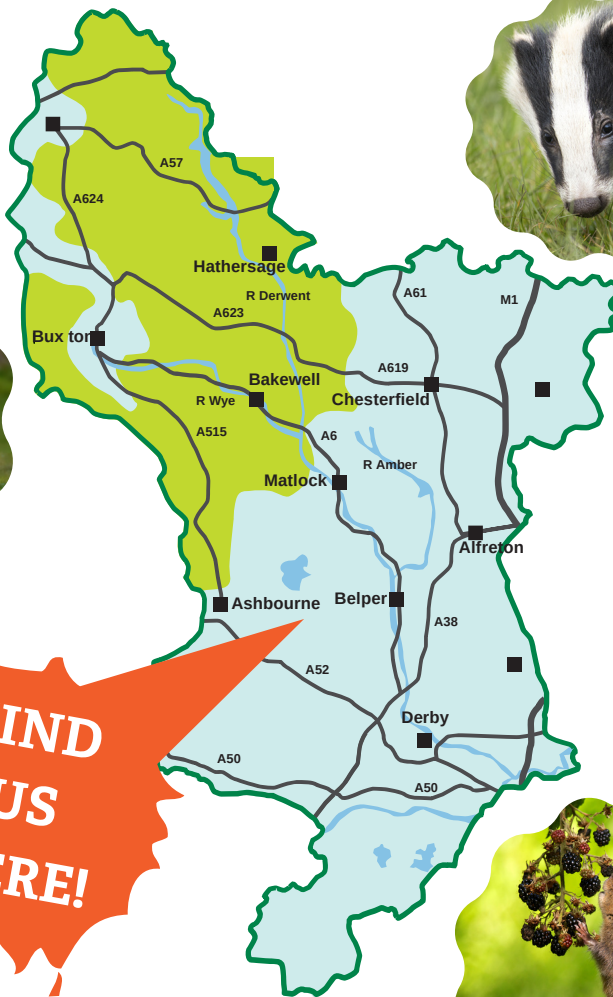 A57
A624
Hathersage
R Derwent
A61
M1
A623
Bux ton
A619
Bakewell
R Wye
Chesterfield
A515
A6
R Amber
Matlock
Alfreton
Belper
Ashbourne
A38
A52
Derby
A50
A50
IND
US
ERE!